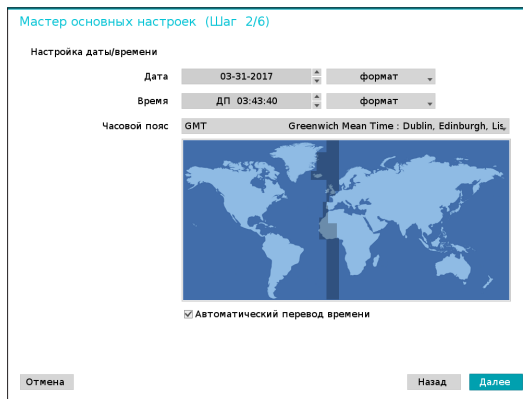 Мастер основных настроек (Шаг 2/6)
Настройка даты/времени
Дата 03-31-2017 формат
Время ДП 03:43:40 формат
Часовой пояс GMT Greenwich Mean Time : Dublin, Edinburgh, Lis
Автоматический перевод времени
Отмена Назад Далее